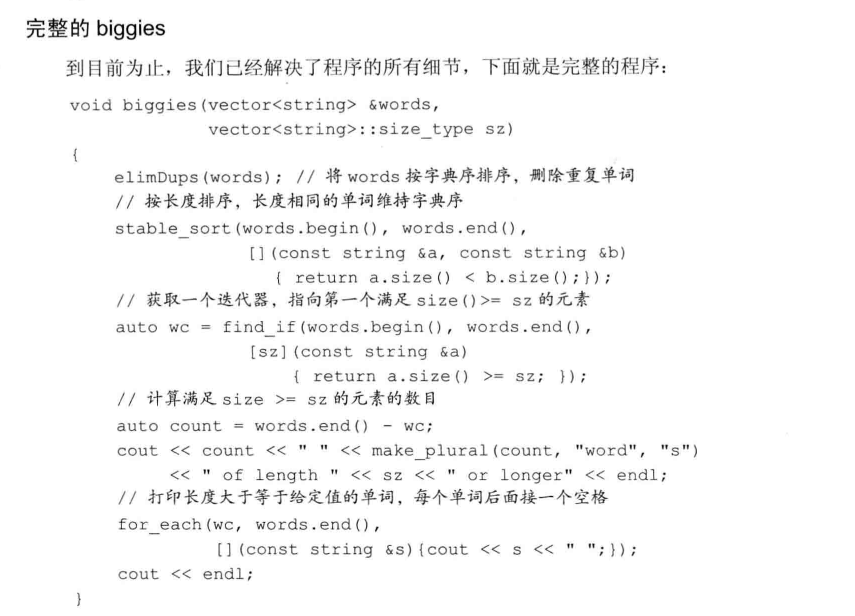 完整的 biggies
到目前为止，我们已经解决了程序的所有细节，下面就是完整的程序：
void biggies(vector<string> &words,
vector<string>::size_type sz)
{
elimDups(words); // 将 words 按字典序排序，删除重复单词
// 按长度排序，长度相同的单词维持字典序
stable_sort(words.begin(), words.end(),
[](const string &a, const string &b)
{ return a.size() < b.size();});
// 获取一个迭代器，指向第一个满足 size()>= sz 的元素
auto wc = find_if(words.begin(), words.end(),
[sz](const string &a)
{ return a.size() >= sz; });
// 计算满足 size >= sz 的元素的数目
auto count = words.end() - wc;
cout << count << " " << make_plural(count, "word", "s")
<< " of length " << sz << " or longer" << endl;
// 打印长度大于等于给定值的单词，每个单词后面接一个空格
for_each(wc, words.end(),
[](const string &s){cout << s << " ";});
cout << endl;
}